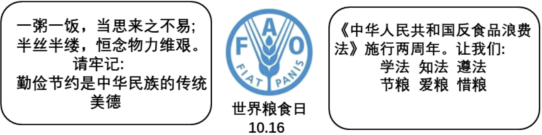 一粥一饭，当思来之不易；
半丝半缕，恒念物力维艰。
请牢记：
勤俭节约是中华民族的传统
美德
F A O
FIAT PANIS
世界粮食日
10.16
《中华人民共和国反食品浪费
法》施行两周年。让我们:
学法 知法 遵法
节粮 爱粮 惜粮